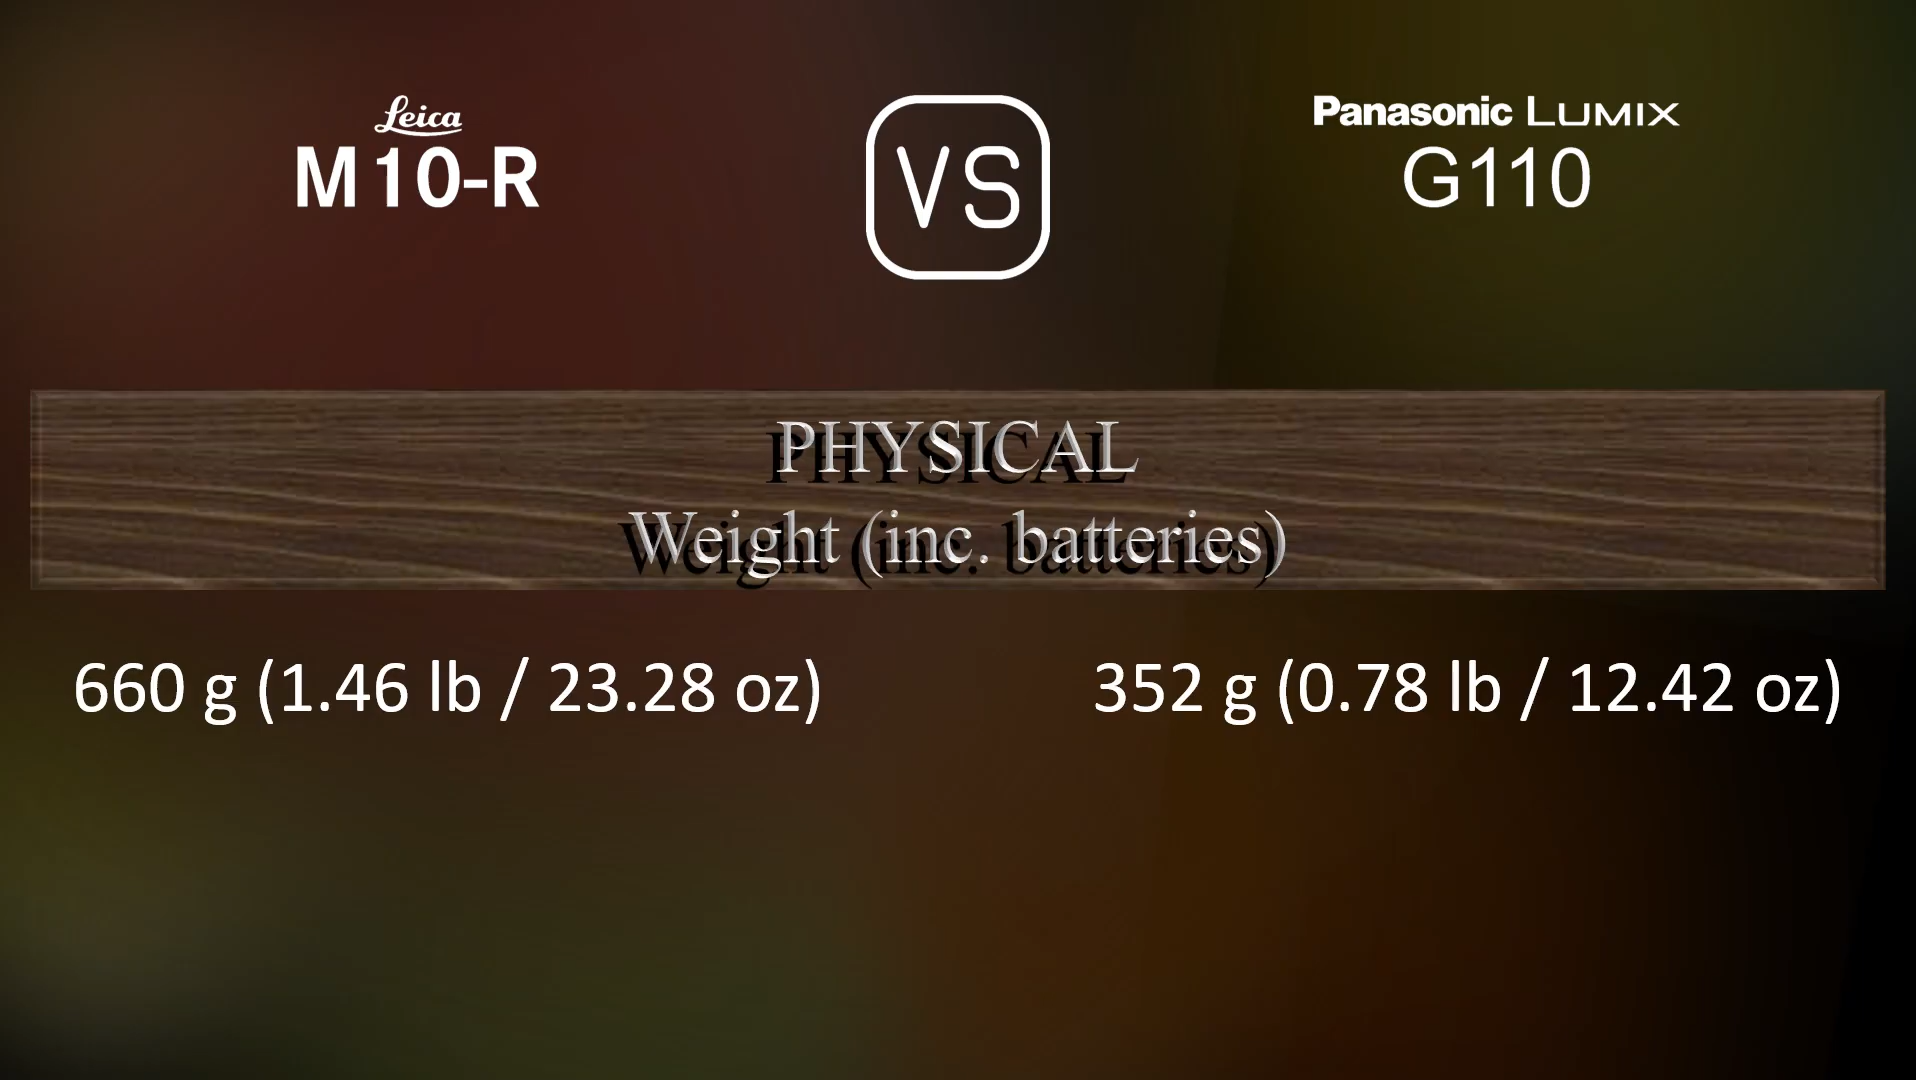 Leica
M10-R
VS
Panasonic LUMIX
G110
PHYSICAL
Weight (inc. batteries)
660 g (1.46 lb / 23.28 oz)
352 g (0.78 lb / 12.42 oz)